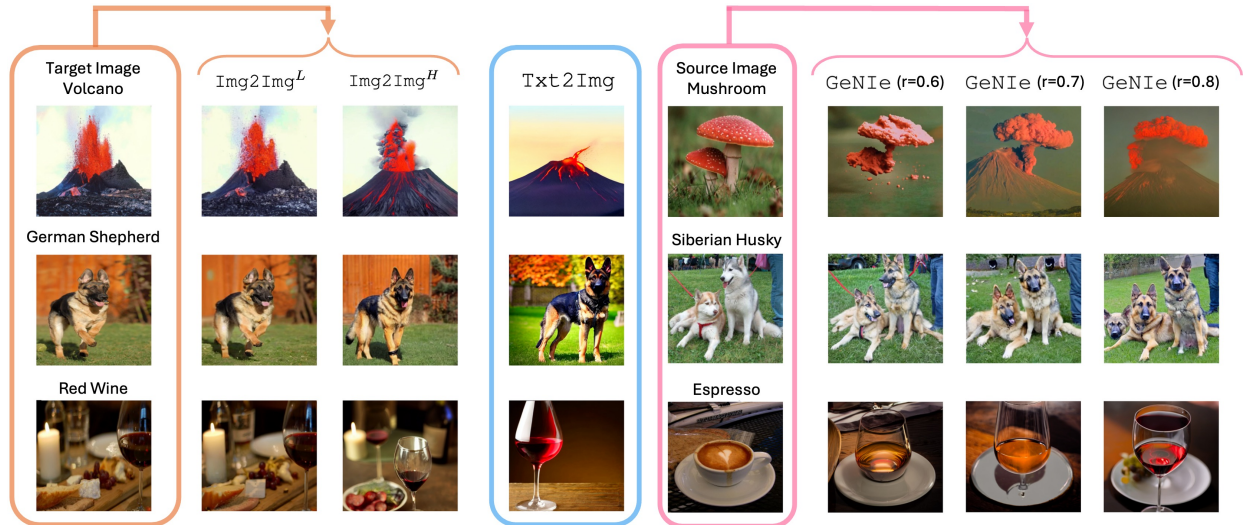 Target Image
Volcano
Img2Img^L
Img2Img^H
Txt2Img
Source Image
Mushroom
GeNIe (r=0.6)
GeNIe (r=0.7)
GeNIe (r=0.8)
German Shepherd
Siberian Husky
Red Wine
Espresso